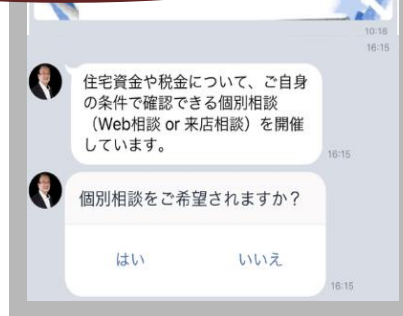 10:18
16:15
住宅資金や税金について、ご自身
の条件で確認できる個別相談
（Web相談 or 来店相談）を開催
しています。
16:15
個別相談をご希望されますか？
はい いいえ
16:15